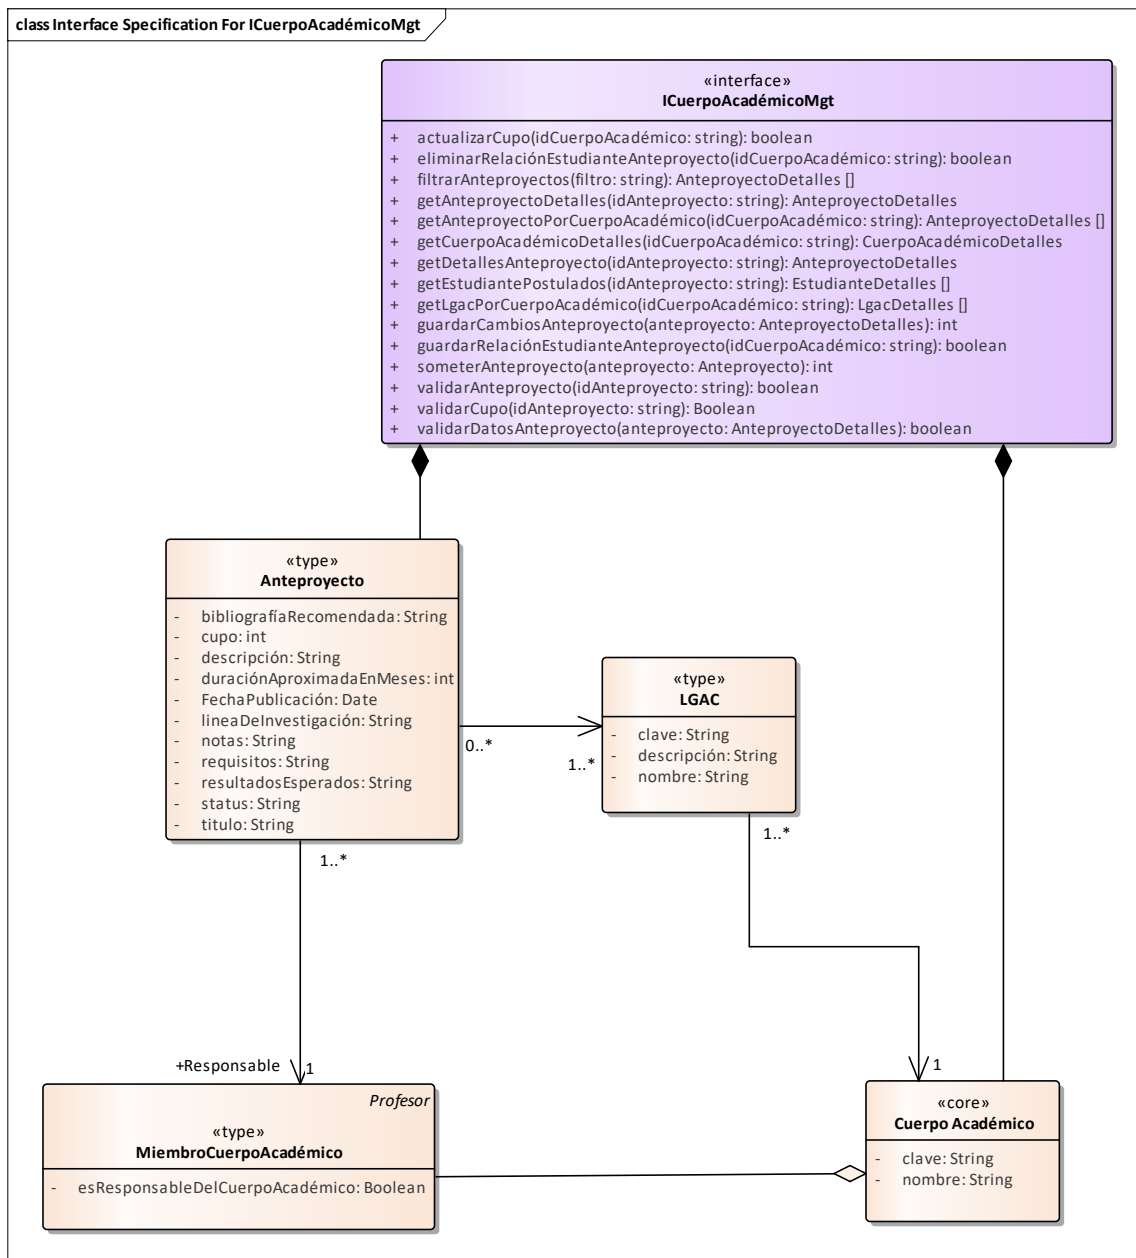 class Interface Specification For ICuerpoAcadémicoMgt
«interface»
ICuerpoAcadémicoMgt
+ actualizarCupo(idCuerpoAcadémico: string): boolean
+ eliminarRelaciónEstudianteAnteproyecto(idCuerpoAcadémico: string): boolean
+ filtrarAnteproyectos(filtro: string): AnteproyectoDetalles []
+ getAnteproyectoDetalles(idAnteproyecto: string): AnteproyectoDetalles
+ getAnteproyectoPorCuerpoAcadémico(idCuerpoAcadémico: string): AnteproyectoDetalles []
+ getCuerpoAcadémicoDetalles(idCuerpoAcadémico: string): CuerpoAcadémicoDetalles
+ getDetallesAnteproyecto(idAnteproyecto: string): AnteproyectoDetalles
+ getEstudiantePostulados(idAnteproyecto: string): EstudianteDetalles []
+ getLgacPorCuerpoAcadémico(idCuerpoAcadémico: string): LgacDetalles []
+ guardarCambiosAnteproyecto(anteproyecto: AnteproyectoDetalles): int
+ guardarRelaciónEstudianteAnteproyecto(idCuerpoAcadémico: string): boolean
+ someterAnteproyecto(anteproyecto: Anteproyecto): int
+ validarAnteproyecto(idAnteproyecto: string): boolean
+ validarCupo(idAnteproyecto: string): Boolean
+ validarDatosAnteproyecto(anteproyecto: AnteproyectoDetalles): boolean
«type»
Anteproyecto
- bibliografíaRecomendada: String
- cupo: int
- descripción: String
- duraciónAproximadaEnMeses: int
- FechaPublicación: Date
- lineaDeInvestigación: String
- notas: String
- requisitos: String
- resultadosEsperados: String
- status: String
- titulo: String
0..*
1..*
«type»
LGAC
- clave: String
- descripción: String
- nombre: String
1..*
1..*
+Responsable
1
1
Profesor
«type»
MiembroCuerpoAcadémico
- esResponsableDelCuerpoAcadémico: Boolean
«core»
Cuerpo Académico
- clave: String
- nombre: String